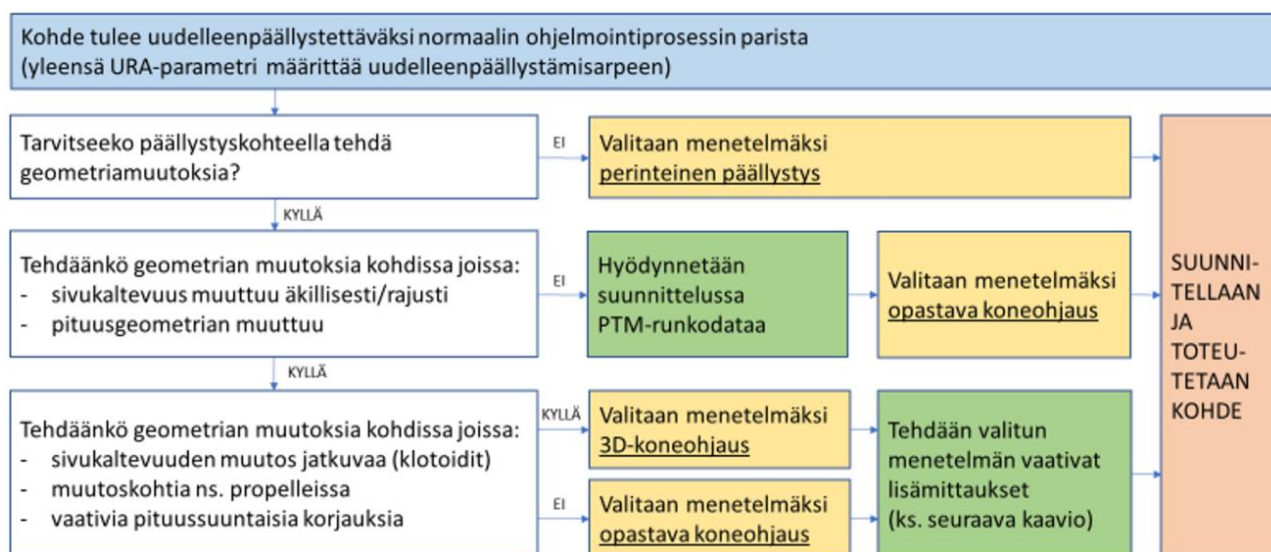 Kohde tulee uudelleenpäällystettäväksi normaalin ohjelmointiprosessin parista
(yleensä URA-parametri määrittää uudelleenpäällystämisarpeen)
Tarvitseeko päällystyskohteella tehdä
geometriamuutoksia?
EI
Valitaan menetelmäksi
perinteinen päällystys
KYLLÄ
Tehdäänkö geometrian muutoksia kohdissa joissa:
- sivukaltevuus muuttuu äkillisesti/rajusti
- pituusgeometrian muuttuu
EI
Hyödynnetään
suunnittelussa
PTM-runkodataa
Valitaan menetelmäksi
opastava koneohjaus
KYLLÄ
Tehdäänkö geometrian muutoksia kohdissa joissa:
- sivukaltevuuden muutos jatkuvaa (klotoidit)
- muutoskohtia ns. propelleissa
- vaativia pituussuuntaisia korjauksia
KYLLÄ
Valitaan menetelmäksi
3D-koneohjaus
EI
Valitaan menetelmäksi
opastava koneohjaus
Tehdään valitun
menetelmän vaativat
lisämittaukset
(ks. seuraava kaavio)
SUUNNI-
TELLAAN
JA
TOTEU-
TETAAN
KOHDE